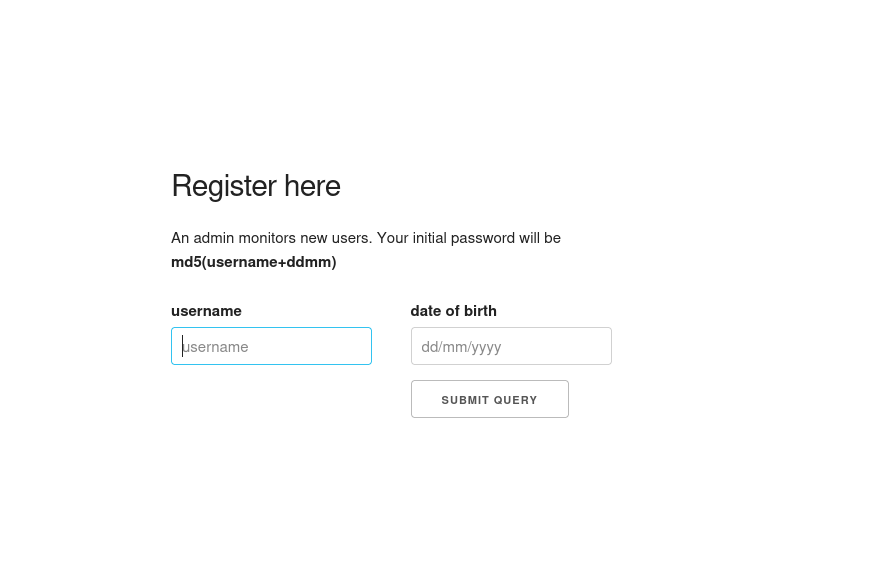 Register here
An admin monitors new users. Your initial password will be
md5(username+ddmm)
username date of birth
username dd/mm/yyyy
SUBMIT QUERY